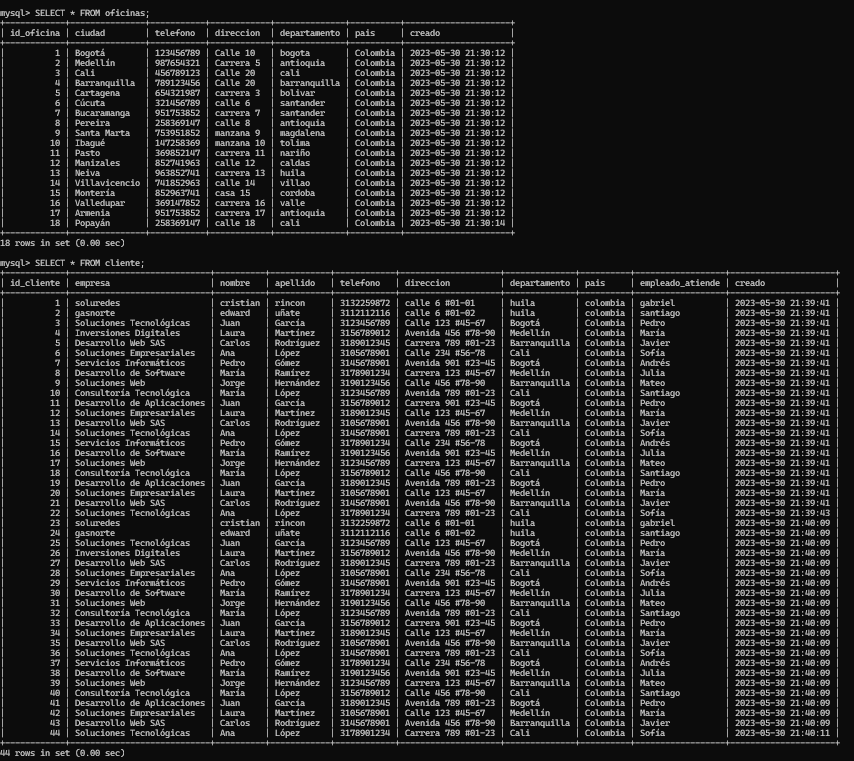 mysql> SELECT * FROM oficinas;
| id_oficina | ciudad | telefono | direccion | departamento | pais | creado |
| 1 | Bogotá | 123456789 | Calle 10 | bogota | Colombia | 2023-05-30 21:30:12 |
| 2 | Medellín | 987654321 | Carrera 5 | antioquia | Colombia | 2023-05-30 21:30:12 |
| 3 | Cali | 456789123 | Calle 20 | cali | Colombia | 2023-05-30 21:30:12 |
| 4 | Barranquilla | 789123456 | Calle 20 | barranquilla | Colombia | 2023-05-30 21:30:12 |
| 5 | Cartagena | 654321987 | carrera 3 | bolivar | Colombia | 2023-05-30 21:30:12 |
| 6 | Cúcuta | 321456789 | calle 6 | santander | Colombia | 2023-05-30 21:30:12 |
| 7 | Bucaramanga | 951753852 | carrera 7 | santander | Colombia | 2023-05-30 21:30:12 |
| 8 | Pereira | 258369147 | calle 8 | antioquia | Colombia | 2023-05-30 21:30:12 |
| 9 | Santa Marta | 753951852 | manzana 9 | magdalena | Colombia | 2023-05-30 21:30:12 |
| 10 | Ibagué | 147258369 | manzana 10 | tolima | Colombia | 2023-05-30 21:30:12 |
| 11 | Pasto | 369852147 | carrera 11 | nariño | Colombia | 2023-05-30 21:30:12 |
| 12 | Manizales | 852741963 | calle 12 | caldas | Colombia | 2023-05-30 21:30:12 |
| 13 | Neiva | 963852741 | carrera 13 | huila | Colombia | 2023-05-30 21:30:12 |
| 14 | Villavicencio | 741852963 | calle 14 | villao | Colombia | 2023-05-30 21:30:12 |
| 15 | Montería | 852963741 | casa 15 | cordoba | Colombia | 2023-05-30 21:30:12 |
| 16 | Valledupar | 369147852 | carrera 16 | valle | Colombia | 2023-05-30 21:30:12 |
| 17 | Armenia | 951753852 | carrera 17 | antioquia | Colombia | 2023-05-30 21:30:12 |
| 18 | Popayán | 258369147 | calle 18 | cali | Colombia | 2023-05-30 21:30:14 |
18 rows in set (0.00 sec)
mysql> SELECT * FROM cliente;
| id_cliente | empresa | nombre | apellido | telefono | direccion | departamento | pais | empleado_atiende | creado |
| 1 | soluredes | cristian | rincon | 3132259872 | calle 6 #01-01 | huila | colombia | gabriel | 2023-05-30 21:39:41 |
| 2 | gasnorte | edward | uñate | 3112112116 | calle 6 #01-02 | huila | colombia | santiago | 2023-05-30 21:39:41 |
| 3 | Soluciones Tecnológicas | Juan | García | 3123456789 | Calle 123 #45-67 | Bogotá | Colombia | Pedro | 2023-05-30 21:39:41 |
| 4 | Inversiones Digitales | Laura | Martínez | 3156789012 | Avenida 456 #78-90 | Medellín | Colombia | María | 2023-05-30 21:39:41 |
| 5 | Desarrollo Web SAS | Carlos | Rodríguez | 3189012345 | Carrera 789 #01-23 | Barranquilla | Colombia | Javier | 2023-05-30 21:39:41 |
| 6 | Soluciones Empresariales | Ana | López | 3105678901 | Calle 234 #56-78 | Cali | Colombia | Sofía | 2023-05-30 21:39:41 |
| 7 | Servicios Informáticos | Pedro | Gómez | 3145678901 | Avenida 901 #23-45 | Bogotá | Colombia | Andrés | 2023-05-30 21:39:41 |
| 8 | Desarrollo de Software | María | Ramírez | 3178901234 | Carrera 123 #45-67 | Medellín | Colombia | Julia | 2023-05-30 21:39:41 |
| 9 | Soluciones Web | Jorge | Hernández | 3190123456 | Calle 456 #78-90 | Barranquilla | Colombia | Mateo | 2023-05-30 21:39:41 |
| 10 | Consultoría Tecnológica | María | López | 3123456789 | Avenida 789 #01-23 | Cali | Colombia | Santiago | 2023-05-30 21:39:41 |
| 11 | Desarrollo de Aplicaciones | Juan | García | 3156789012 | Carrera 901 #23-45 | Bogotá | Colombia | Pedro | 2023-05-30 21:39:41 |
| 12 | Soluciones Empresariales | Laura | Martínez | 3189012345 | Calle 123 #45-67 | Medellín | Colombia | María | 2023-05-30 21:39:41 |
| 13 | Desarrollo Web SAS | Carlos | Rodríguez | 3105678901 | Avenida 456 #78-90 | Barranquilla | Colombia | Javier | 2023-05-30 21:39:41 |
| 14 | Soluciones Tecnológicas | Ana | López | 3145678901 | Carrera 789 #01-23 | Cali | Colombia | Sofía | 2023-05-30 21:39:41 |
| 15 | Servicios Informáticos | Pedro | Gómez | 3178901234 | Calle 234 #56-78 | Bogotá | Colombia | Andrés | 2023-05-30 21:39:41 |
| 16 | Desarrollo de Software | María | Ramírez | 3190123456 | Avenida 901 #23-45 | Medellín | Colombia | Julia | 2023-05-30 21:39:41 |
| 17 | Soluciones Web | Jorge | Hernández | 3123456789 | Carrera 123 #45-67 | Barranquilla | Colombia | Mateo | 2023-05-30 21:39:41 |
| 18 | Consultoría Tecnológica | María | López | 3156789012 | Calle 456 #78-90 | Cali | Colombia | Santiago | 2023-05-30 21:39:41 |
| 19 | Desarrollo de Aplicaciones | Juan | García | 3189012345 | Avenida 789 #01-23 | Bogotá | Colombia | Pedro | 2023-05-30 21:39:41 |
| 20 | Soluciones Empresariales | Laura | Martínez | 3105678901 | Calle 123 #45-67 | Medellín | Colombia | María | 2023-05-30 21:39:41 |
| 21 | Desarrollo Web SAS | Carlos | Rodríguez | 3145678901 | Avenida 456 #78-90 | Barranquilla | Colombia | Javier | 2023-05-30 21:39:41 |
| 22 | Soluciones Tecnológicas | Ana | López | 3178901234 | Carrera 789 #01-23 | Cali | Colombia | Sofía | 2023-05-30 21:39:43 |
| 23 | soluredes | cristian | rincon | 3132259872 | calle 6 #01-01 | huila | colombia | gabriel | 2023-05-30 21:40:09 |
| 24 | gasnorte | edward | uñate | 3112112116 | calle 6 #01-02 | huila | colombia | santiago | 2023-05-30 21:40:09 |
| 25 | Soluciones Tecnológicas | Juan | García | 3123456789 | Calle 123 #45-67 | Bogotá | Colombia | Pedro | 2023-05-30 21:40:09 |
| 26 | Inversiones Digitales | Laura | Martínez | 3156789012 | Avenida 456 #78-90 | Medellín | Colombia | María | 2023-05-30 21:40:09 |
| 27 | Desarrollo Web SAS | Carlos | Rodríguez | 3189012345 | Carrera 789 #01-23 | Barranquilla | Colombia | Javier | 2023-05-30 21:40:09 |
| 28 | Soluciones Empresariales | Ana | López | 3105678901 | Calle 234 #56-78 | Cali | Colombia | Sofía | 2023-05-30 21:40:09 |
| 29 | Servicios Informáticos | Pedro | Gómez | 3145678901 | Avenida 901 #23-45 | Bogotá | Colombia | Andrés | 2023-05-30 21:40:09 |
| 30 | Desarrollo de Software | María | Ramírez | 3178901234 | Carrera 123 #45-67 | Medellín | Colombia | Julia | 2023-05-30 21:40:09 |
| 31 | Soluciones Web | Jorge | Hernández | 3190123456 | Calle 456 #78-90 | Barranquilla | Colombia | Mateo | 2023-05-30 21:40:09 |
| 32 | Consultoría Tecnológica | María | López | 3123456789 | Avenida 789 #01-23 | Cali | Colombia | Santiago | 2023-05-30 21:40:09 |
| 33 | Desarrollo de Aplicaciones | Juan | García | 3156789012 | Carrera 901 #23-45 | Bogotá | Colombia | Pedro | 2023-05-30 21:40:09 |
| 34 | Soluciones Empresariales | Laura | Martínez | 3189012345 | Calle 123 #45-67 | Medellín | Colombia | María | 2023-05-30 21:40:09 |
| 35 | Desarrollo Web SAS | Carlos | Rodríguez | 3105678901 | Avenida 456 #78-90 | Barranquilla | Colombia | Javier | 2023-05-30 21:40:09 |
| 36 | Soluciones Tecnológicas | Ana | López | 3145678901 | Carrera 789 #01-23 | Cali | Colombia | Sofía | 2023-05-30 21:40:09 |
| 37 | Servicios Informáticos | Pedro | Gómez | 3178901234 | Calle 234 #56-78 | Bogotá | Colombia | Andrés | 2023-05-30 21:40:09 |
| 38 | Desarrollo de Software | María | Ramírez | 3190123456 | Avenida 901 #23-45 | Medellín | Colombia | Julia | 2023-05-30 21:40:09 |
| 39 | Soluciones Web | Jorge | Hernández | 3123456789 | Carrera 123 #45-67 | Barranquilla | Colombia | Mateo | 2023-05-30 21:40:09 |
| 40 | Consultoría Tecnológica | María | López | 3156789012 | Calle 456 #78-90 | Cali | Colombia | Santiago | 2023-05-30 21:40:09 |
| 41 | Desarrollo de Aplicaciones | Juan | García | 3189012345 | Avenida 789 #01-23 | Bogotá | Colombia | Pedro | 2023-05-30 21:40:09 |
| 42 | Soluciones Empresariales | Laura | Martínez | 3105678901 | Calle 123 #45-67 | Medellín | Colombia | María | 2023-05-30 21:40:09 |
| 43 | Desarrollo Web SAS | Carlos | Rodríguez | 3145678901 | Avenida 456 #78-90 | Barranquilla | Colombia | Javier | 2023-05-30 21:40:09 |
| 44 | Soluciones Tecnológicas | Ana | López | 3178901234 | Carrera 789 #01-23 | Cali | Colombia | Sofía | 2023-05-30 21:40:11 |
44 rows in set (0.00 sec)